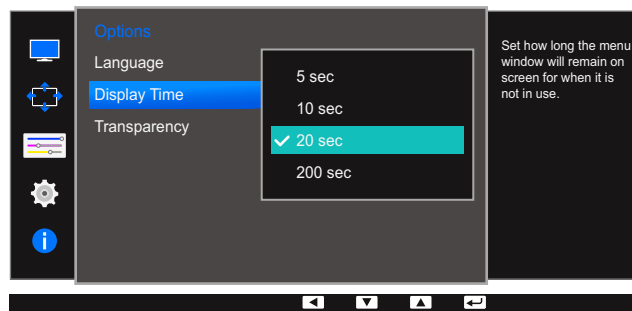 Options
Language
Display Time
Transparency
5 sec
10 sec
20 sec
200 sec
Set how long the menu
window will remain on
screen for when it is
not in use.